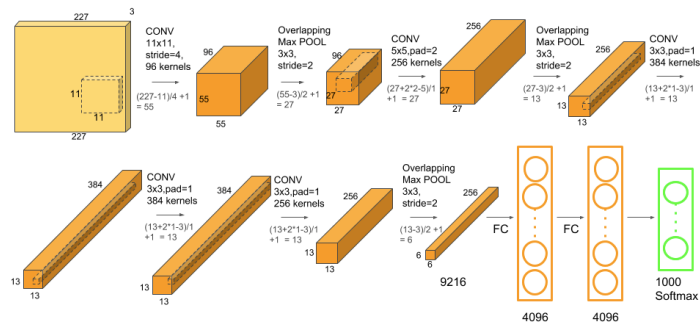 227
3
11
11
227
CONV
11x11,
stride=4,
96 kernels
(227-11)/4 +1
= 55
96
55
55
Overlapping
Max POOL
3x3,
stride=2
(55-3)/2 +1
= 27
96
27
27
CONV
5x5,pad=2
256 kernels
(27+2*2-5)/1
+1 = 27
256
27
27
Overlapping
Max POOL
3x3,
stride=2
(27-3)/2 +1
= 13
256
13
13
CONV
3x3,pad=1
384 kernels
(13+2*1-3)/1
+1 = 13
384
13
13
CONV
3x3,pad=1
384 kernels
(13+2*1-3)/1
+1 = 13
384
13
13
CONV
3x3,pad=1
256 kernels
(13+2*1-3)/1
+1 = 13
256
13
13
Overlapping
Max POOL
3x3,
stride=2
(13-3)/2 +1
= 6
256
6
6
9216
FC
4096
FC
4096
1000
Softmax